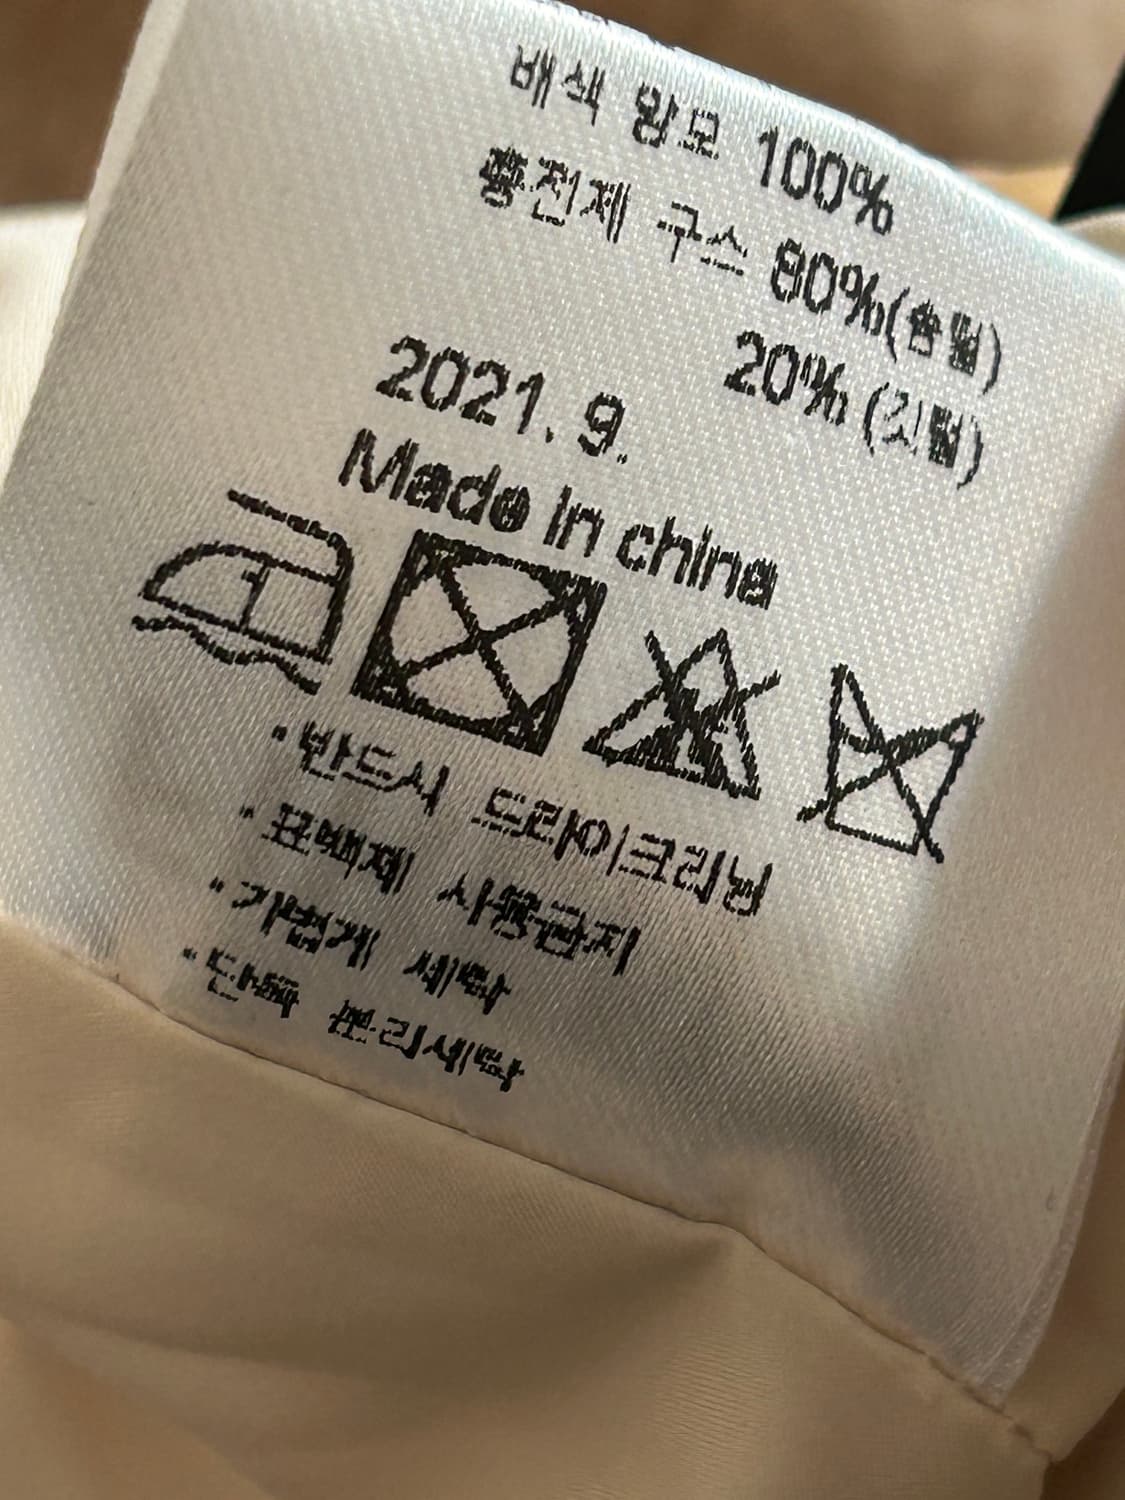 배색 양모 100%
충전재 구스 80%(솜털)
20%(깃털)
2021. 9.
Made in china
· 반드시 드라이크리닝
· 표백제 사용금지
· 가볍게 세탁
· 단독 분리세탁